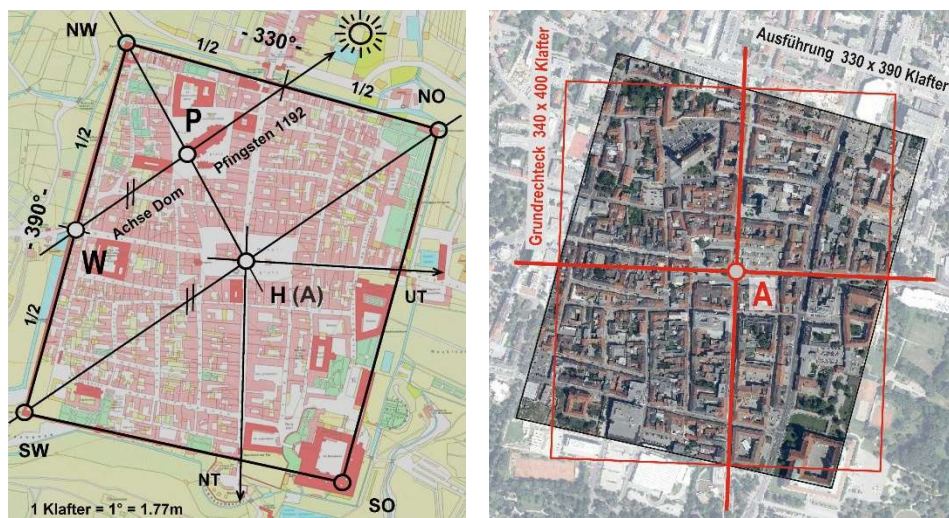 NW
1/2
- 330° -
1/2
NO
1/2
P
Pfingsten 1192
Achse Dom
- 390° -
W
H (A)
UT
1/2
SW
NT
SO
1 Klafter = 1° = 1.77m
Ausführung 330 x 390 Klafter
Grundrechteck 340 x 400 Klafter
A